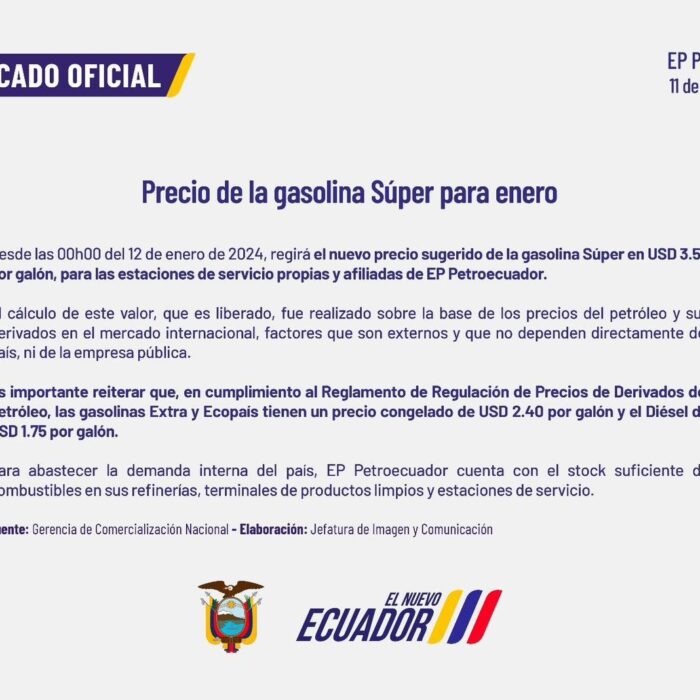 CADO OFICIAL
EP P
11 de
Precio de la gasolina Súper para enero
esde las 00h00 del 12 de enero de 2024, regirá el nuevo precio sugerido de la gasolina Súper en USD 3.5
or galón, para las estaciones de servicio propias y afiliadas de EP Petroecuador.
l cálculo de este valor, que es liberado, fue realizado sobre la base de los precios del petróleo y su
erivados en el mercado internacional, factores que son externos y que no dependen directamente de
aís, ni de la empresa pública.
s importante reiterar que, en cumplimiento al Reglamento de Regulación de Precios de Derivados de
etróleo, las gasolinas Extra y Ecopaís tienen un precio congelado de USD 2.40 por galón y el Diésel d
SD 1.75 por galón.
ara abastecer la demanda interna del país, EP Petroecuador cuenta con el stock suficiente d
ombustibles en sus refinerías, terminales de productos limpios y estaciones de servicio.
uente: Gerencia de Comercialización Nacional - Elaboración: Jefatura de Imagen y Comunicación
EL NUEVO
ECUADOR